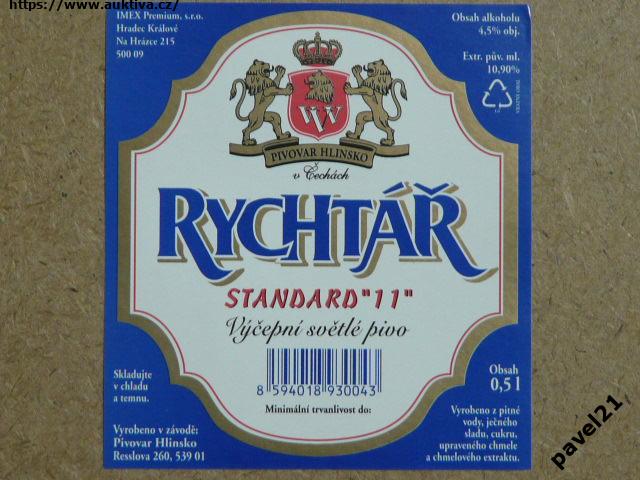 https://www.auktiva.cz/
IMEX Premium, s.r.o.
Hradec Králové
Na Hrázce 215
500 09
Obsah alkoholu
4,5% obj.
Extr. pův. ml.
10,90%
VVV
PIVOVAR HLINSKO
v Čechách
RYCHTÁŘ
STANDARD"11"
Výčepní světlé pivo
8 594018 930043
Minimální trvanlivost do:
Skladujte
v chladu
a temnu.
Vyrobeno v závodě:
Pivovar Hlinsko
Resslova 260, 539 01
Obsah
0,5 l
Vyrobeno z pitné
vody, ječného
sladu, cukru,
upraveného chmele
a chmelového extraktu.
pavel21